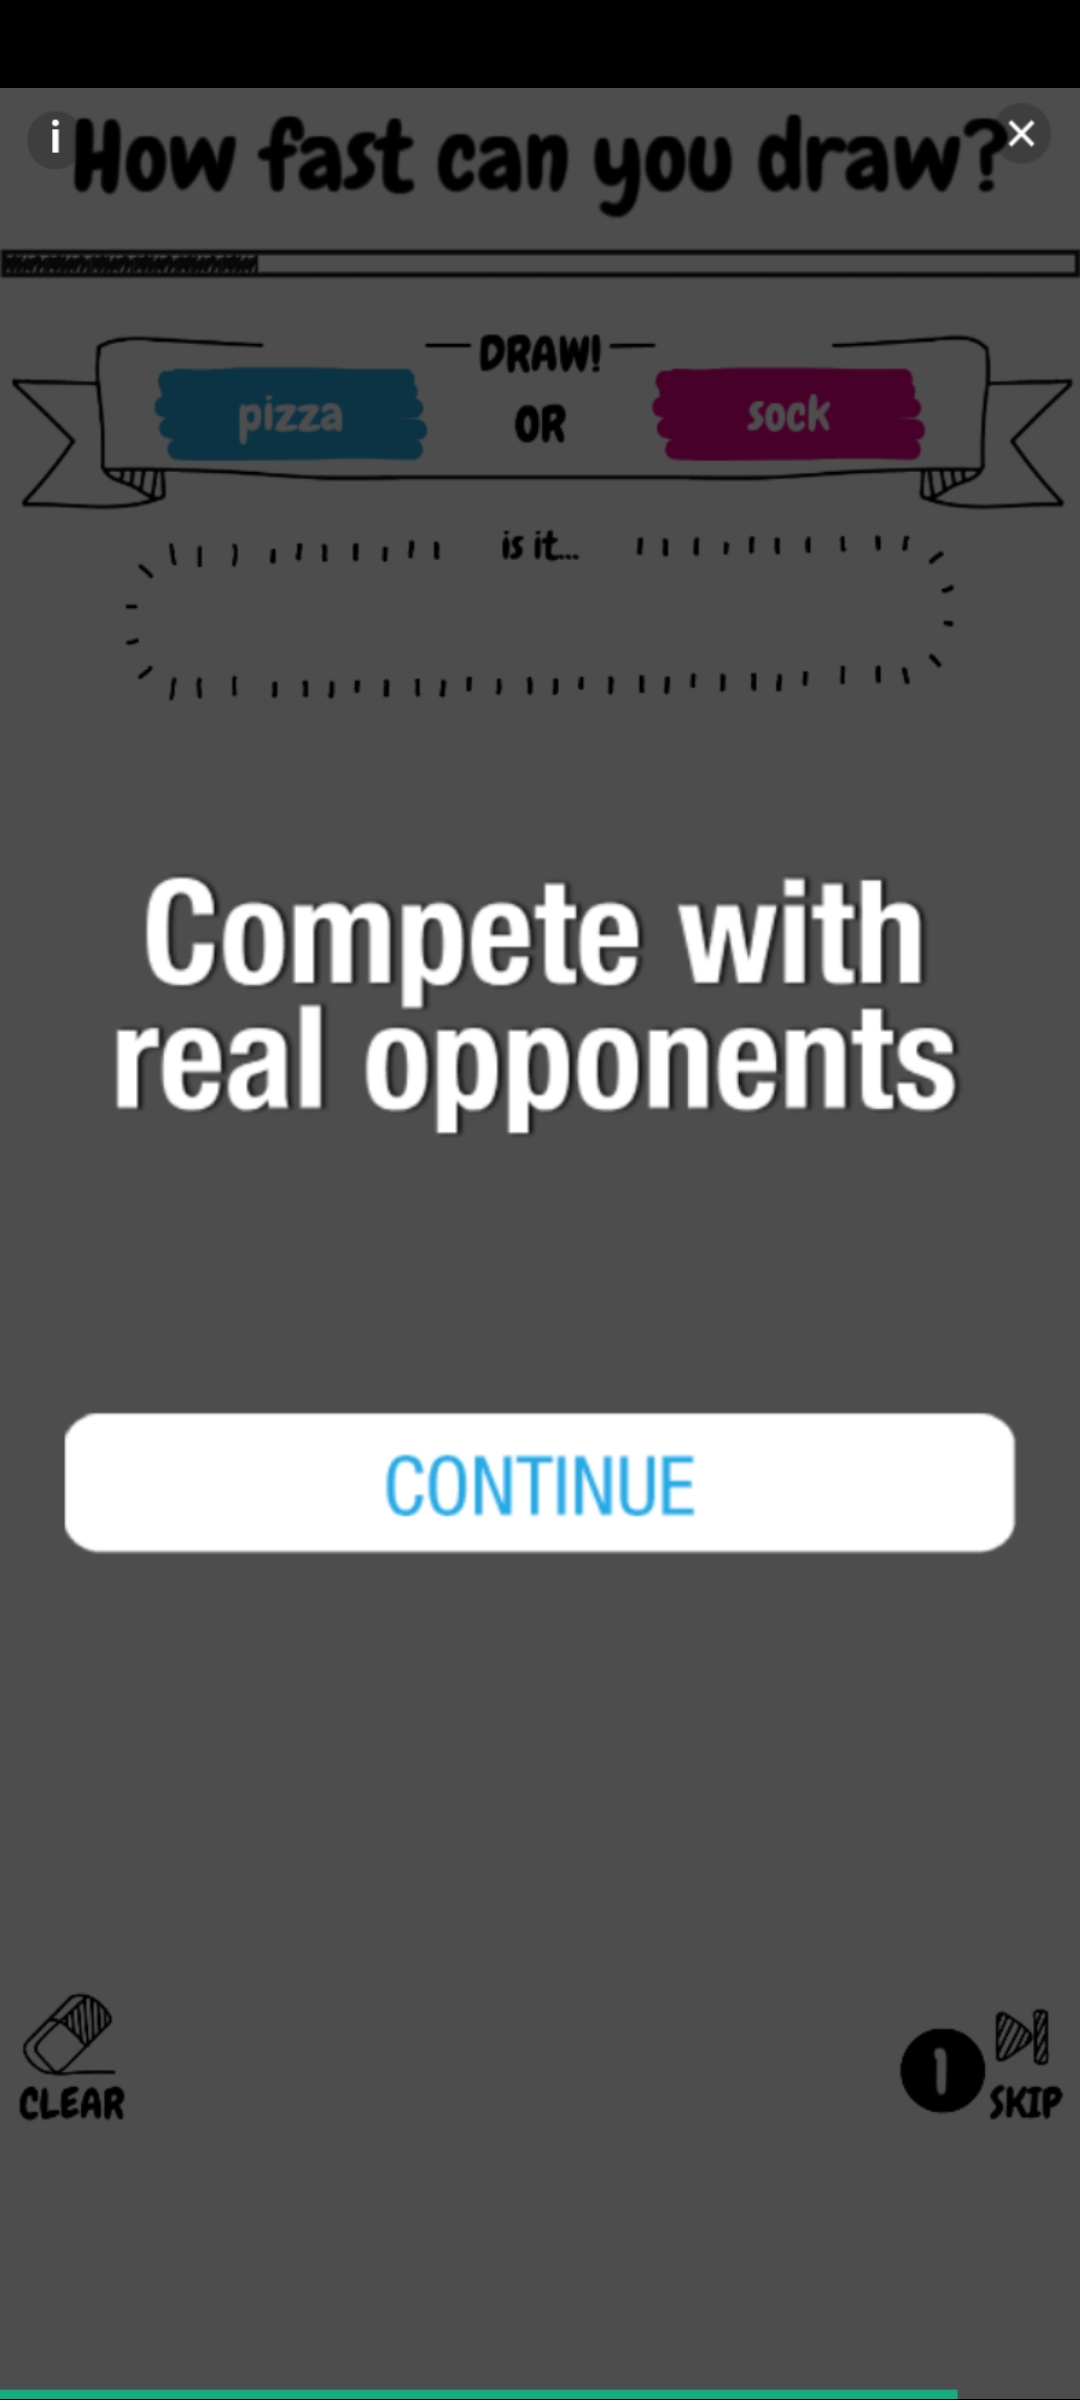 i
How fast can you draw?
DRAW!
pizza OR sock
is it...
Compete with
real opponents
CONTINUE
1
CLEAR
SKIP